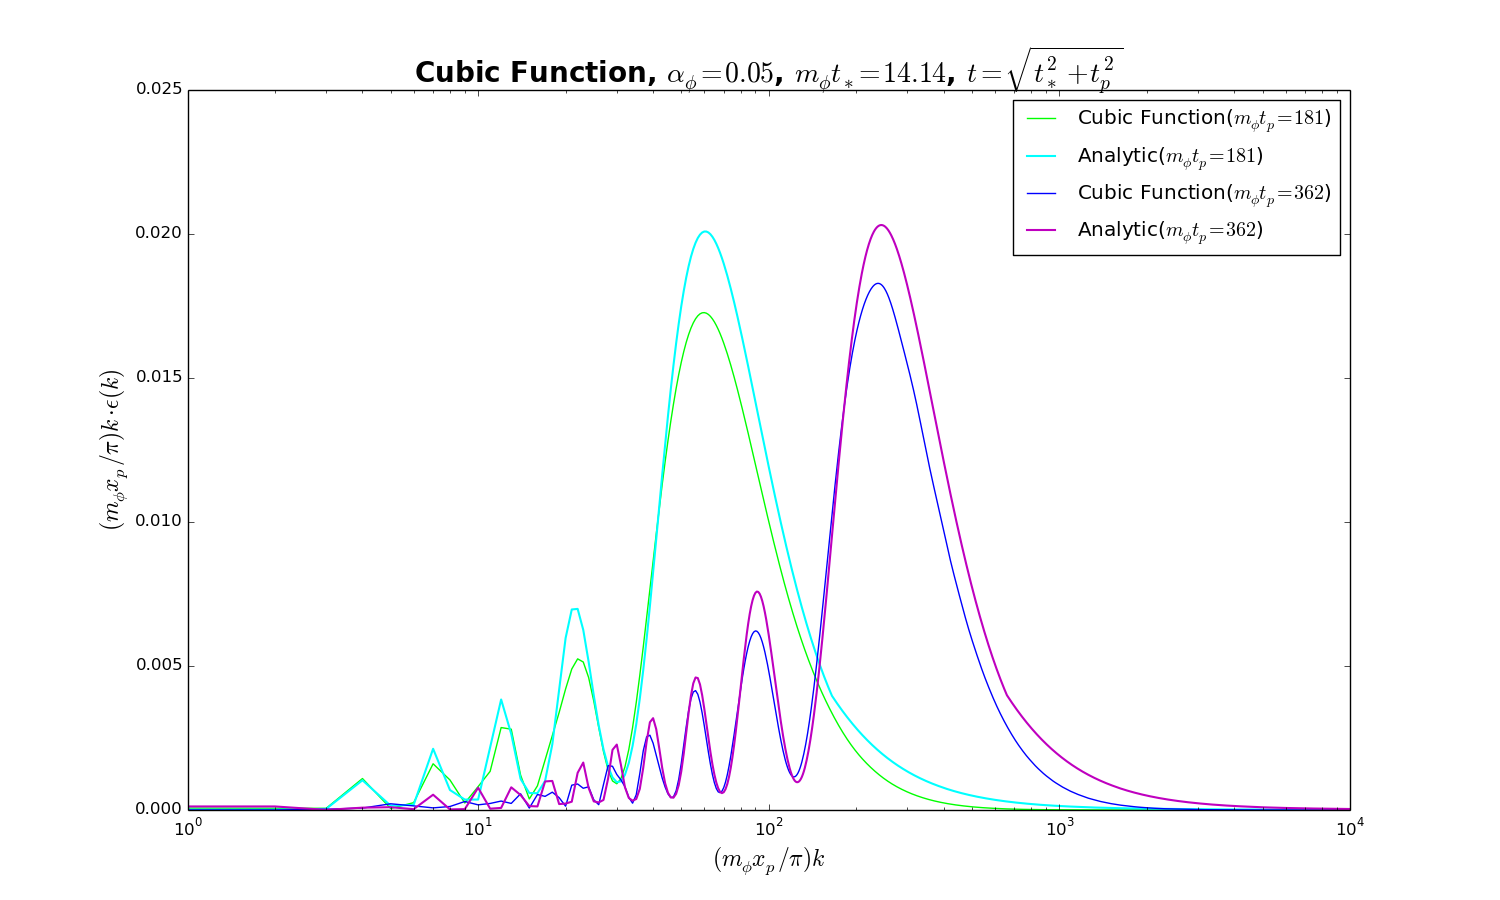 Cubic Function, α_ϕ=0.05, m_ϕt_*=14.14, t=√(t_*^2+t_p^2)
0.025
Cubic Function(m_ϕt_p=181)
Analytic(m_ϕt_p=181)
Cubic Function(m_ϕt_p=362)
Analytic(m_ϕt_p=362)
0.020
0.015
0.010
0.005
0.000
(m_ϕx_p/π)k·ϵ(k)
10^0 10^1 10^2 10^3 10^4
(m_ϕx_p/π)k